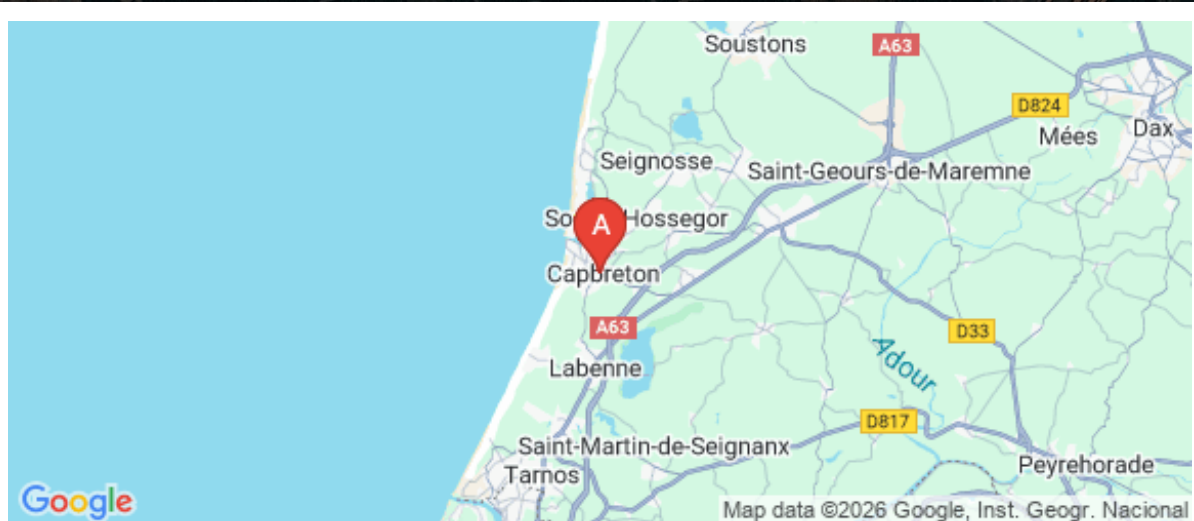 Soustons
A63
D824
Mées
Dax
Seignosse
Saint-Geours-de-Maremne
Hossegor
A
Capbreton
A63
D33
Adour
Labenne
D817
Saint-Martin-de-Seignanx
Tarnos
Peyrehorade
Google
Map data ©2026 Google, Inst. Geogr. Nacional